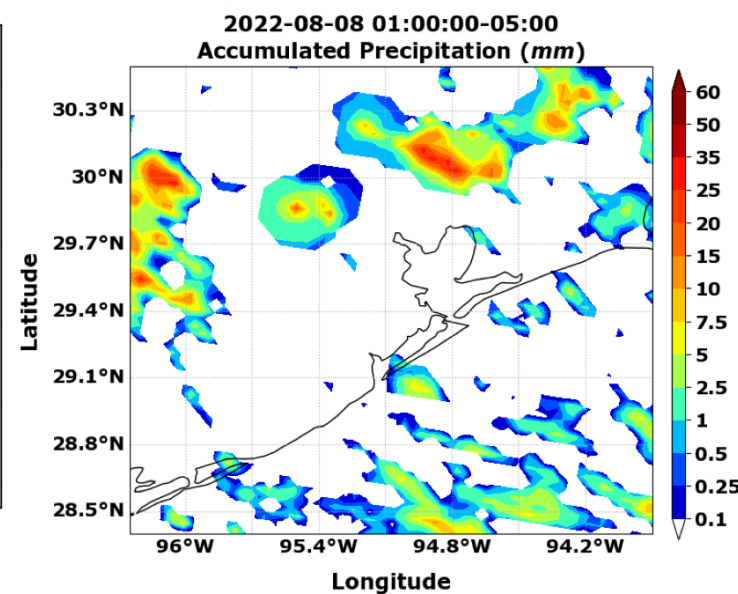 2022-08-08 01:00:00-05:00
Accumulated Precipitation (mm)
30.3°N
30°N
29.7°N
29.4°N
29.1°N
28.8°N
28.5°N
Latitude
96°W 95.4°W 94.8°W 94.2°W
Longitude
60
50
35
25
20
15
10
7.5
5
2.5
1
0.5
0.25
0.1